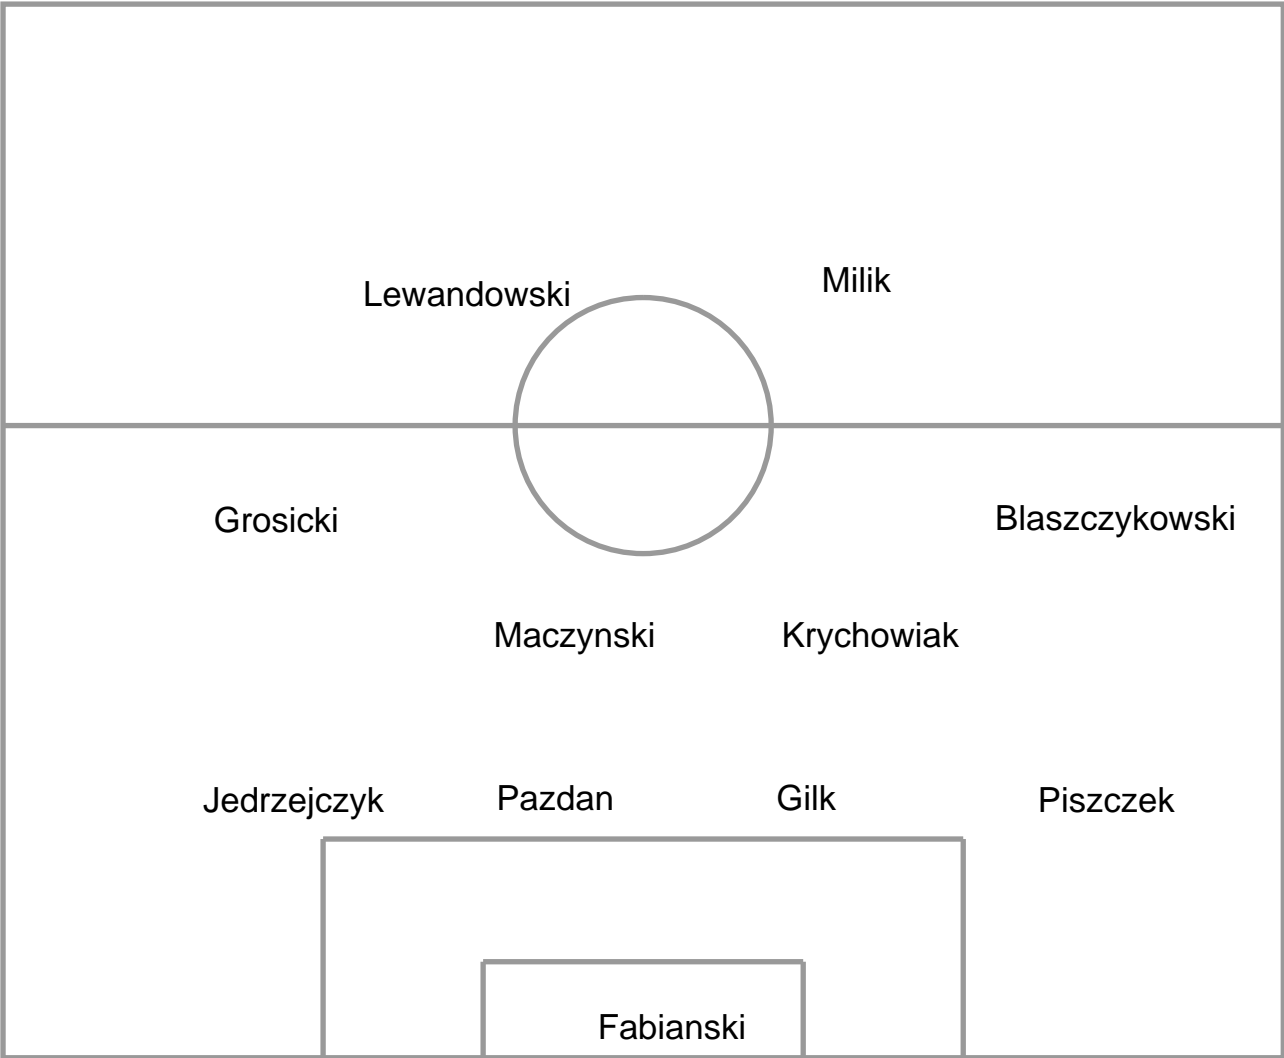 Lewandowski
Milik
Grosicki
Blaszczykowski
Maczynski
Krychowiak
Jedrzejczyk
Pazdan
Gilk
Piszczek
Fabianski